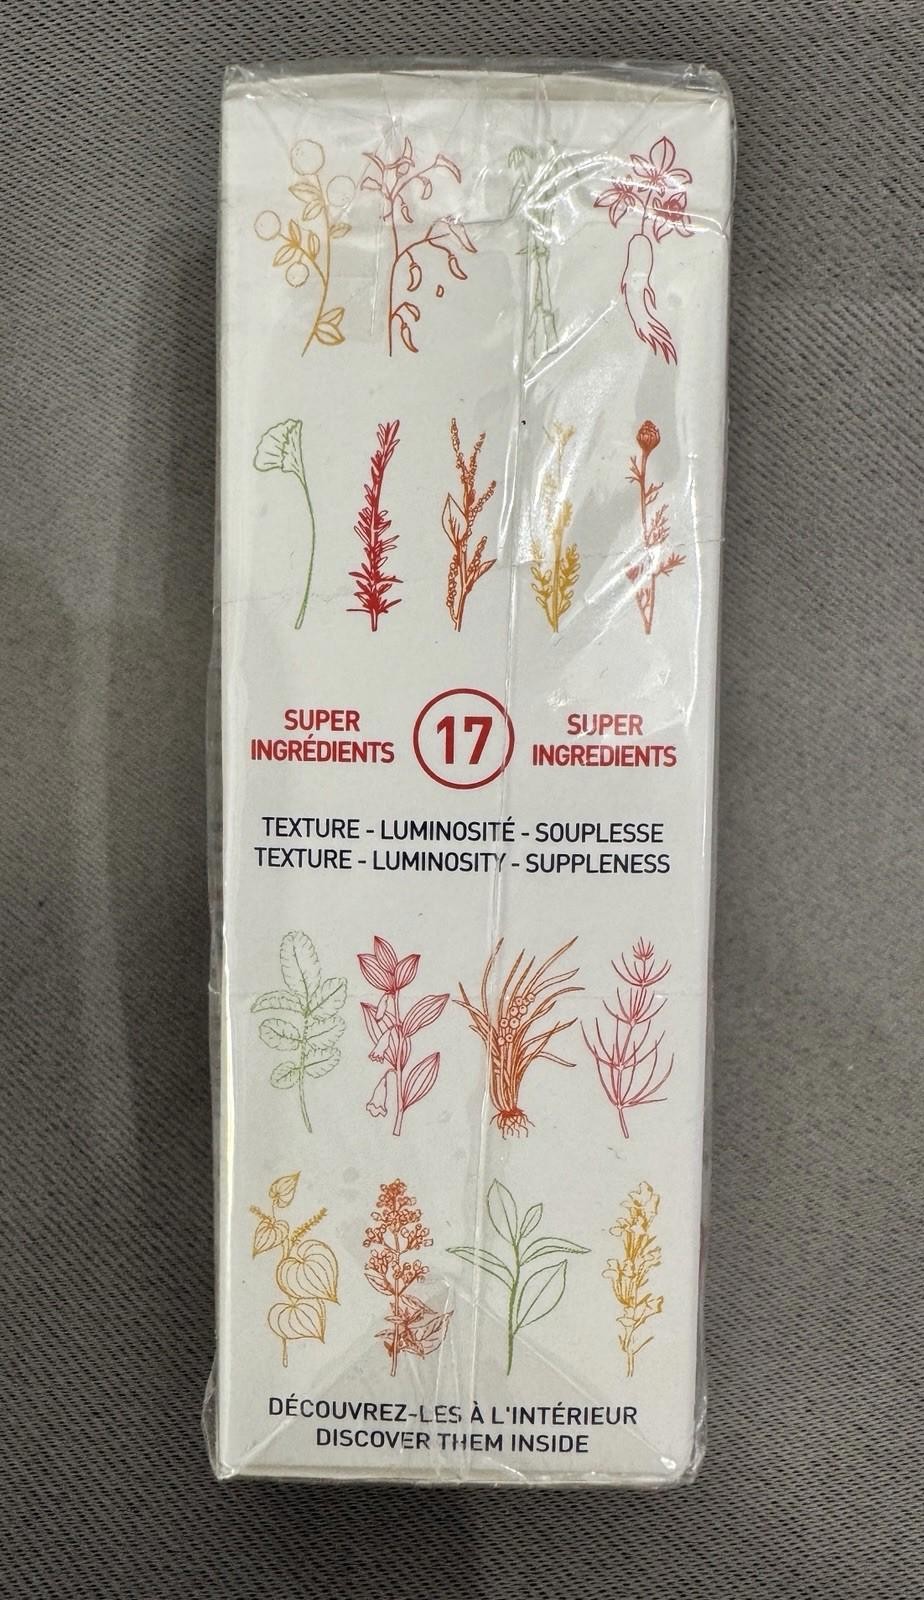 SUPER
INGRÉDIENTS
17
SUPER
INGREDIENTS
TEXTURE - LUMINOSITÉ - SOUPLESSE
TEXTURE - LUMINOSITY - SUPPLENESS
DÉCOUVREZ-LES À L'INTÉRIEUR
DISCOVER THEM INSIDE